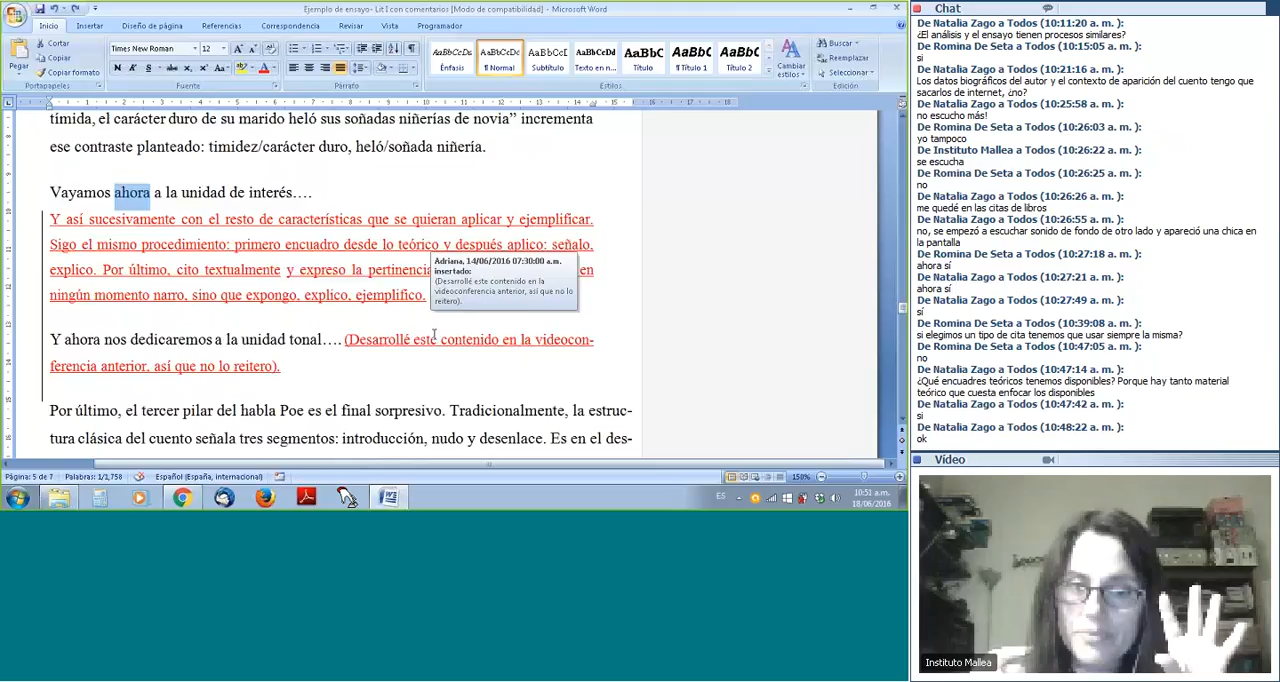 Ejemplo de ensayo- Lit I con comentarios [Modo de compatibilidad] - Microsoft Word
Inicio
Insertar
Diseño de página
Referencias
Correspondencia
Revisar
Vista
Programador
Pegar
Cortar
Copiar
Copiar formato
Portapapeles
Times New Roman
12
Fuente
Párrafo
AaBbCcDc
Énfasis
AaBbCcDc
¶ Normal
AaBbCcI
Subtítulo
AaBbCcDc
Texto en n...
AaBbC
Título
AaBbC
¶ Título 1
AaBbC
Título 2
Estilos
Cambiar
estilos
Buscar
Reemplazar
Seleccionar
Edición
tímida, el carácter duro de su marido heló sus soñadas niñerías de novia” incrementa
ese contraste planteado: timidez/carácter duro, heló/soñada niñería.
Vayamos ahora a la unidad de interés….
Y así sucesivamente con el resto de características que se quieran aplicar y ejemplificar.
Sigo el mismo procedimiento: primero encuadro desde lo teórico y después aplico: señalo,
explico. Por último, cito textualmente y expreso la pertinencia en
ningún momento narro, sino que expongo, explico, ejemplifico.
Adriana, 14/06/2016 07:30:00 a.m.
insertado:
(Desarrollé este contenido en la
videoconferencia anterior, así que no lo
reitero).
Y ahora nos dedicaremos a la unidad tonal…. (Desarrollé este contenido en la videocon-
ferencia anterior, así que no lo reitero).
Por último, el tercer pilar del habla Poe es el final sorpresivo. Tradicionalmente, la estruc-
tura clásica del cuento señala tres segmentos: introducción, nudo y desenlace. Es en el des-
Página: 5 de 7
Palabras: 1/1,758
Español (España, internacional)
150%
ES
10:51 a.m.
18/06/2016
Chat
De Natalia Zago a Todos (10:11:20 a. m.):
¿El análisis y el ensayo tienen procesos similares?
De Romina De Seta a Todos (10:15:05 a. m.):
si
De Natalia Zago a Todos (10:21:16 a. m.):
Los datos biográficos del autor y el contexto de aparición del cuento tengo que
sacarlos de internet, ¿no?
De Natalia Zago a Todos (10:25:58 a. m.):
no escucho más!
De Romina De Seta a Todos (10:26:03 a. m.):
yo tampoco
De Instituto Mallea a Todos (10:26:22 a. m.):
se escucha
De Romina De Seta a Todos (10:26:25 a. m.):
no
De Natalia Zago a Todos (10:26:26 a. m.):
me quedé en las citas de libros
De Natalia Zago a Todos (10:26:55 a. m.):
no, se empezó a escuchar sonido de fondo de otro lado y apareció una chica en
la pantalla
De Romina De Seta a Todos (10:27:18 a. m.):
ahora sí
De Natalia Zago a Todos (10:27:21 a. m.):
ahora sí
De Natalia Zago a Todos (10:27:49 a. m.):
sí
De Romina De Seta a Todos (10:39:08 a. m.):
si elegimos un tipo de cita tenemos que usar siempre la misma?
De Romina De Seta a Todos (10:47:05 a. m.):
no
De Natalia Zago a Todos (10:47:14 a. m.):
¿Qué encuadres teóricos tenemos disponibles? Porque hay tanto material
teórico que cuesta enfocar los disponibles
De Natalia Zago a Todos (10:47:42 a. m.):
si
De Natalia Zago a Todos (10:48:22 a. m.):
ok
Vídeo
Instituto Mallea